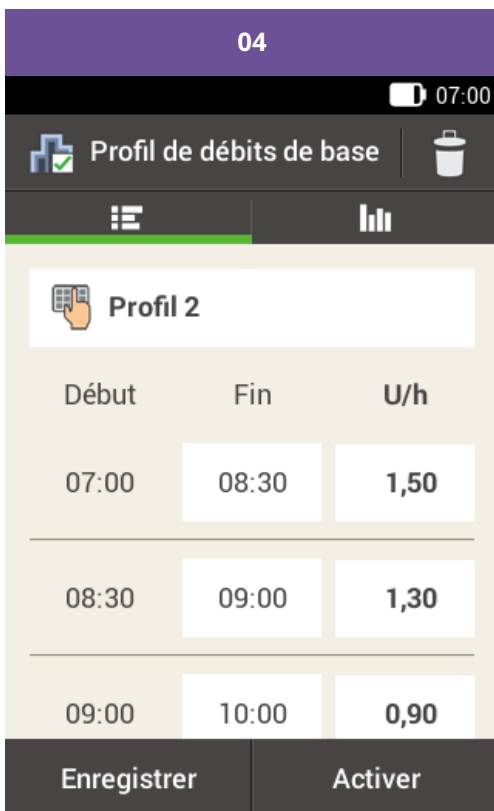 04
07:00
Profil de débits de base
Profil 2
Début Fin U/h
07:00 08:30 1,50
08:30 09:00 1,30
09:00 10:00 0,90
Enregistrer Activer